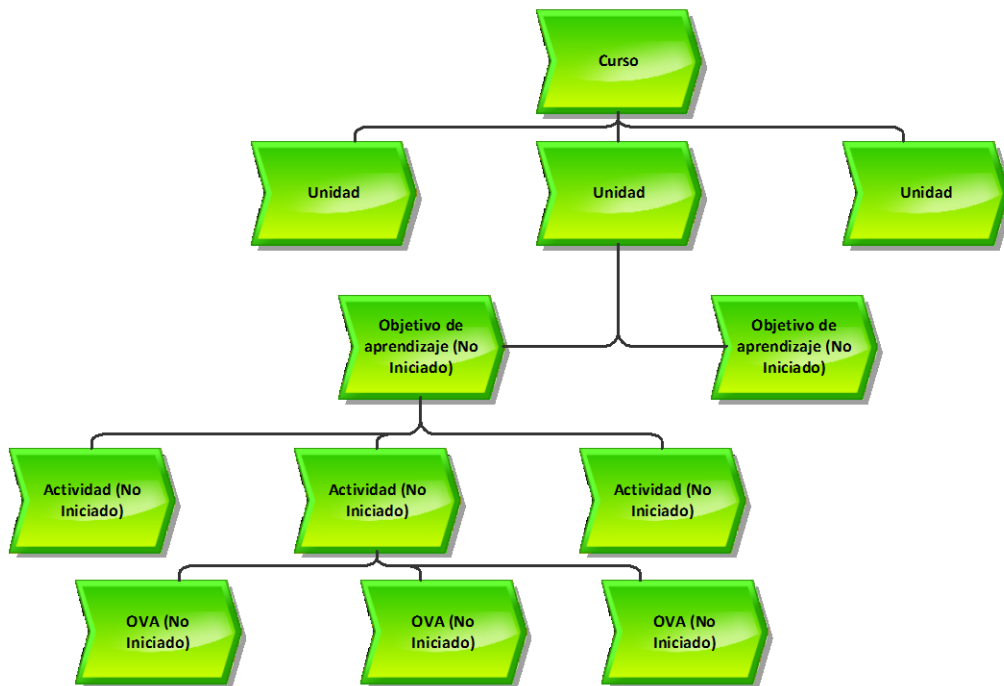 Curso
Unidad
Unidad
Unidad
Objetivo de
aprendizaje (No
Iniciado)
Objetivo de
aprendizaje (No
Iniciado)
Actividad (No
Iniciado)
Actividad (No
Iniciado)
Actividad (No
Iniciado)
OVA (No
Iniciado)
OVA (No
Iniciado)
OVA (No
Iniciado)